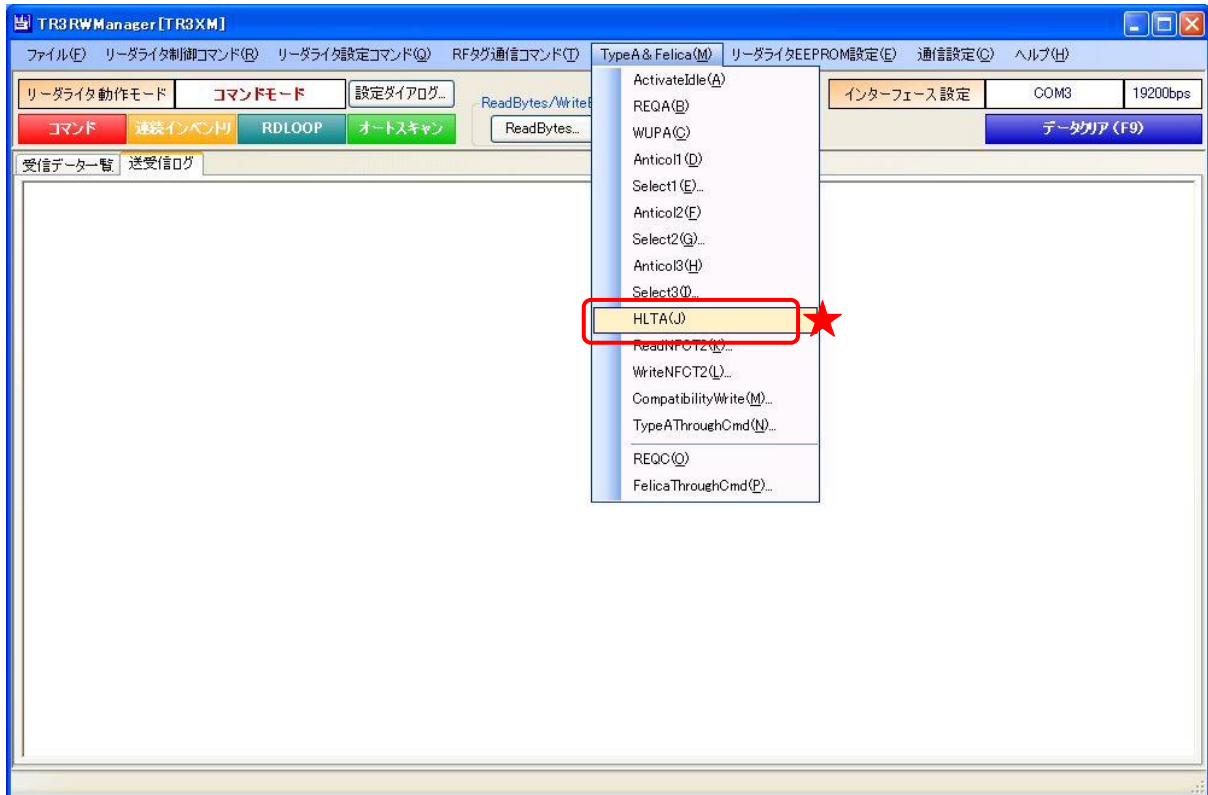 TR3RWManager[TR3XM]
ファイル(F) リーダライタ制御コマンド(R) リーダライタ設定コマンド(Q) RFタグ通信コマンド(T) TypeA&Felica(M) リーダライタEEPROM設定(E) 通信設定(C) ヘルプ(H)
リーダライタ動作モード コマンドモード 設定ダイアログ... ReadBytes/Write インターフェース設定 COM3 19200bps
コマンド 連続インベントリ RDLOOP オートスキャン ReadBytes... データクリア(F9)
受信データ一覧 送受信ログ
ActivateIdle(A)
REQA(B)
WUPA(C)
Anticol1(D)
Select1(E)...
Anticol2(F)
Select2(G)...
Anticol3(H)
Select3(I)...
HLTA(J)
ReadNFCT2(K)...
WriteNFCT2(L)...
CompatibilityWrite(M)...
TypeAThroughCmd(N)...
REQC(O)
FelicaThroughCmd(P)...